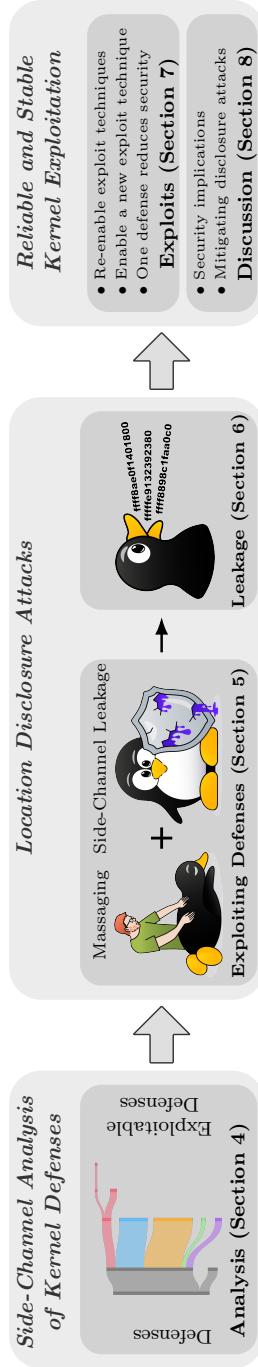 Side-Channel Analysis
of Kernel Defenses
Defenses
Exploitable
Defenses
Analysis (Section 4)
Location Disclosure Attacks
Massaging
Side-Channel Leakage
+
Exploiting Defenses (Section 5)
ffff8ae0f1401800
fffffe9132392380
ffff8898c1faa0c0
Leakage (Section 6)
Reliable and Stable
Kernel Exploitation
• Re-enable exploit techniques
• Enable a new exploit technique
• One defense reduces security
Exploits (Section 7)
• Security implications
• Mitigating disclosure attacks
Discussion (Section 8)